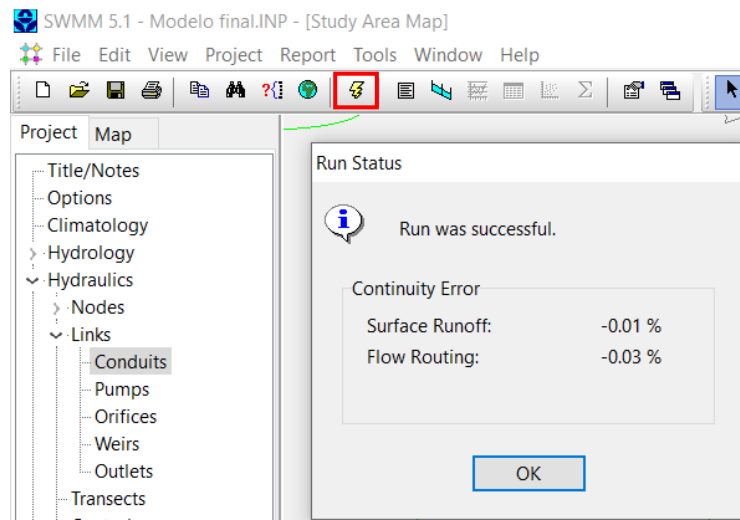 SWMM 5.1 - Modelo final.INP - [Study Area Map]
File Edit View Project Report Tools Window Help
Project Map
Title/Notes
Options
Climatology
Hydrology
Hydraulics
Nodes
Links
Conduits
Pumps
Orifices
Weirs
Outlets
Transects
Run Status
Run was successful.
Continuity Error
Surface Runoff: -0.01 %
Flow Routing: -0.03 %
OK